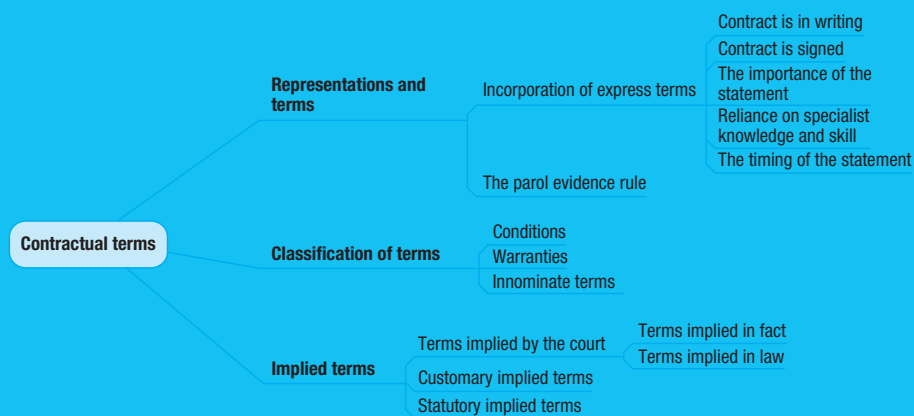 Contract is in writing
Contract is signed
Representations and
terms
Incorporation of express terms
The importance of the
statement
Reliance on specialist
knowledge and skill
The timing of the statement
The parol evidence rule
Contractual terms
Classification of terms
Conditions
Warranties
Innominate terms
Implied terms
Terms implied by the court
Terms implied in fact
Terms implied in law
Customary implied terms
Statutory implied terms